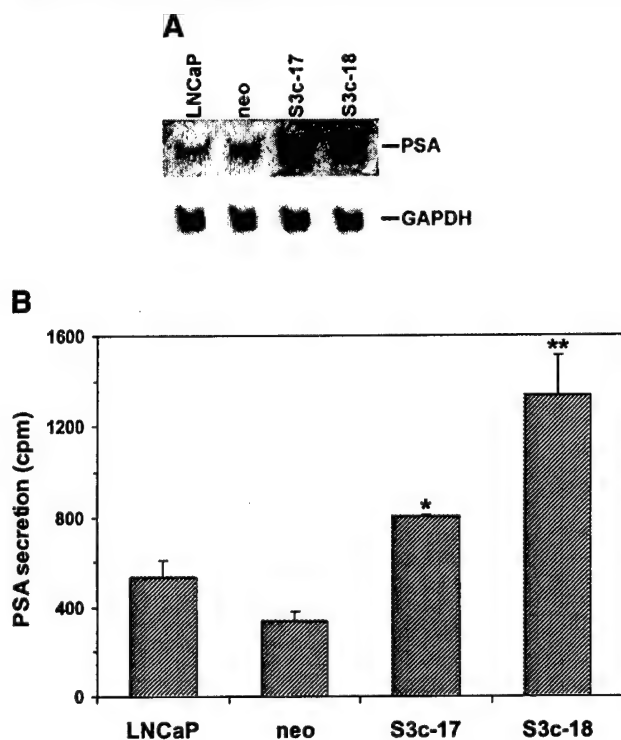 A
LNCaP neo S3c-17 S3c-18
PSA
GAPDH
B
PSA secretion (cpm)
1600
1200
800
400
0
*
**
LNCaP neo S3c-17 S3c-18